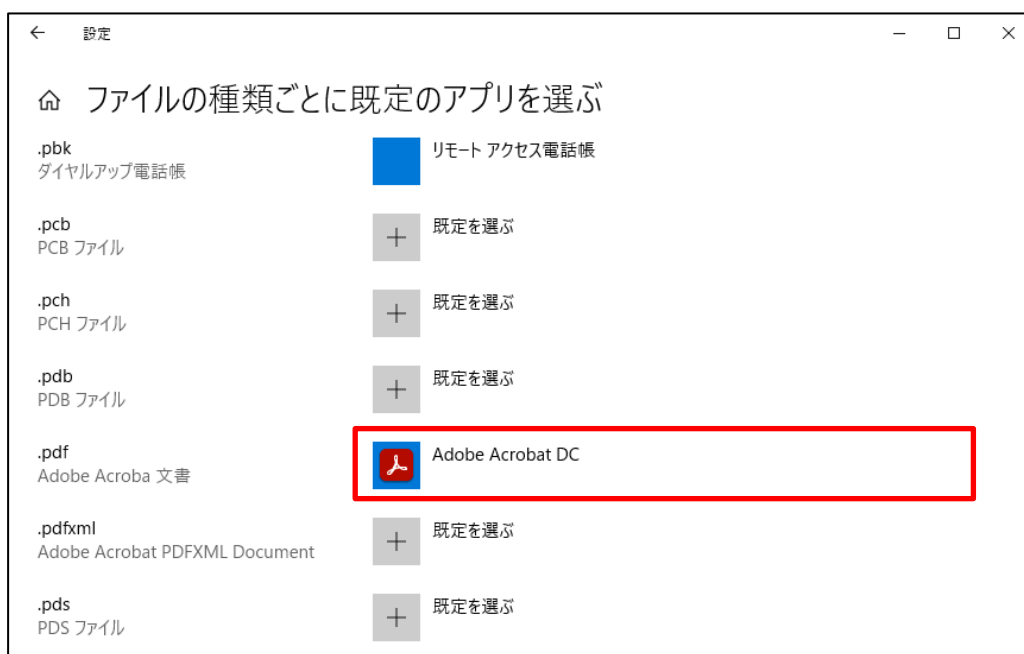 設定
ファイルの種類ごとに既定のアプリを選ぶ
.pbk
ダイヤルアップ電話帳
リモート アクセス電話帳
.pcb
PCB ファイル
既定を選ぶ
.pch
PCH ファイル
既定を選ぶ
.pdb
PDB ファイル
既定を選ぶ
.pdf
Adobe Acroba 文書
Adobe Acrobat DC
.pdfxml
Adobe Acrobat PDFXML Document
既定を選ぶ
.pds
PDS ファイル
既定を選ぶ